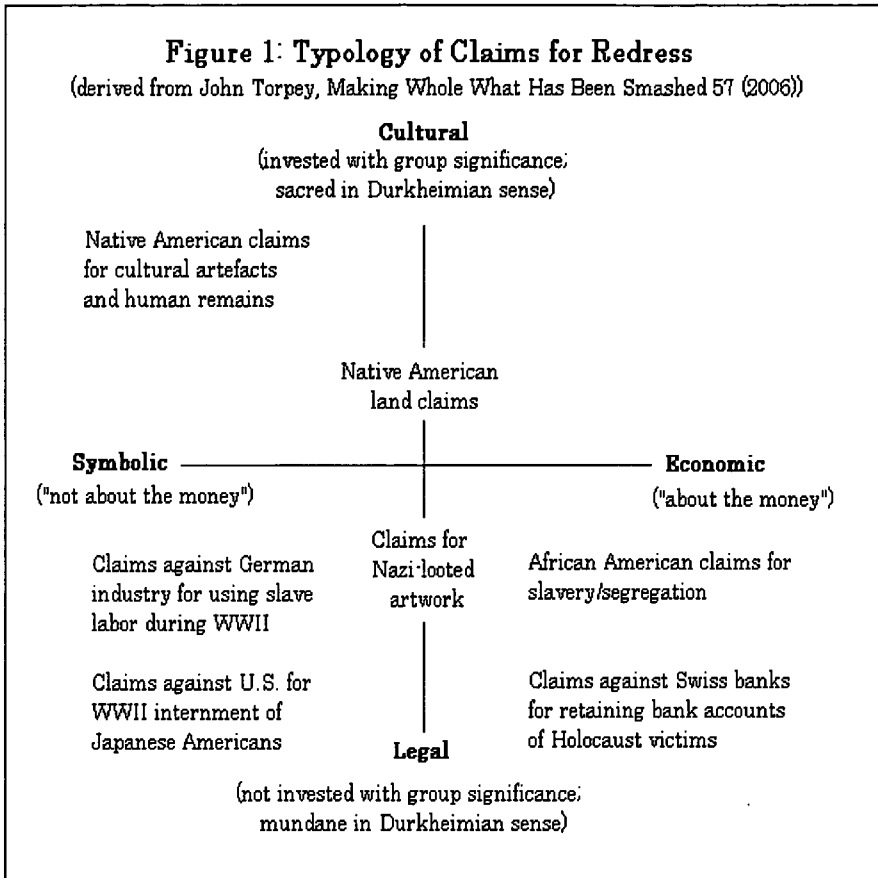 Figure 1: Typology of Claims for Redress
(derived from John Torpey, Making Whole What Has Been Smashed 57 (2006))
Cultural
(invested with group significance;
sacred in Durkheimian sense)
Native American claims
for cultural artefacts
and human remains
Native American
land claims
Symbolic
("not about the money")
Economic
("about the money")
Claims against German
industry for using slave
labor during WWII
Claims for
Nazi-looted
artwork
African American claims for
slavery/segregation
Claims against U.S. for
WWII internment of
Japanese Americans
Claims against Swiss banks
for retaining bank accounts
of Holocaust victims
Legal
(not invested with group significance;
mundane in Durkheimian sense)